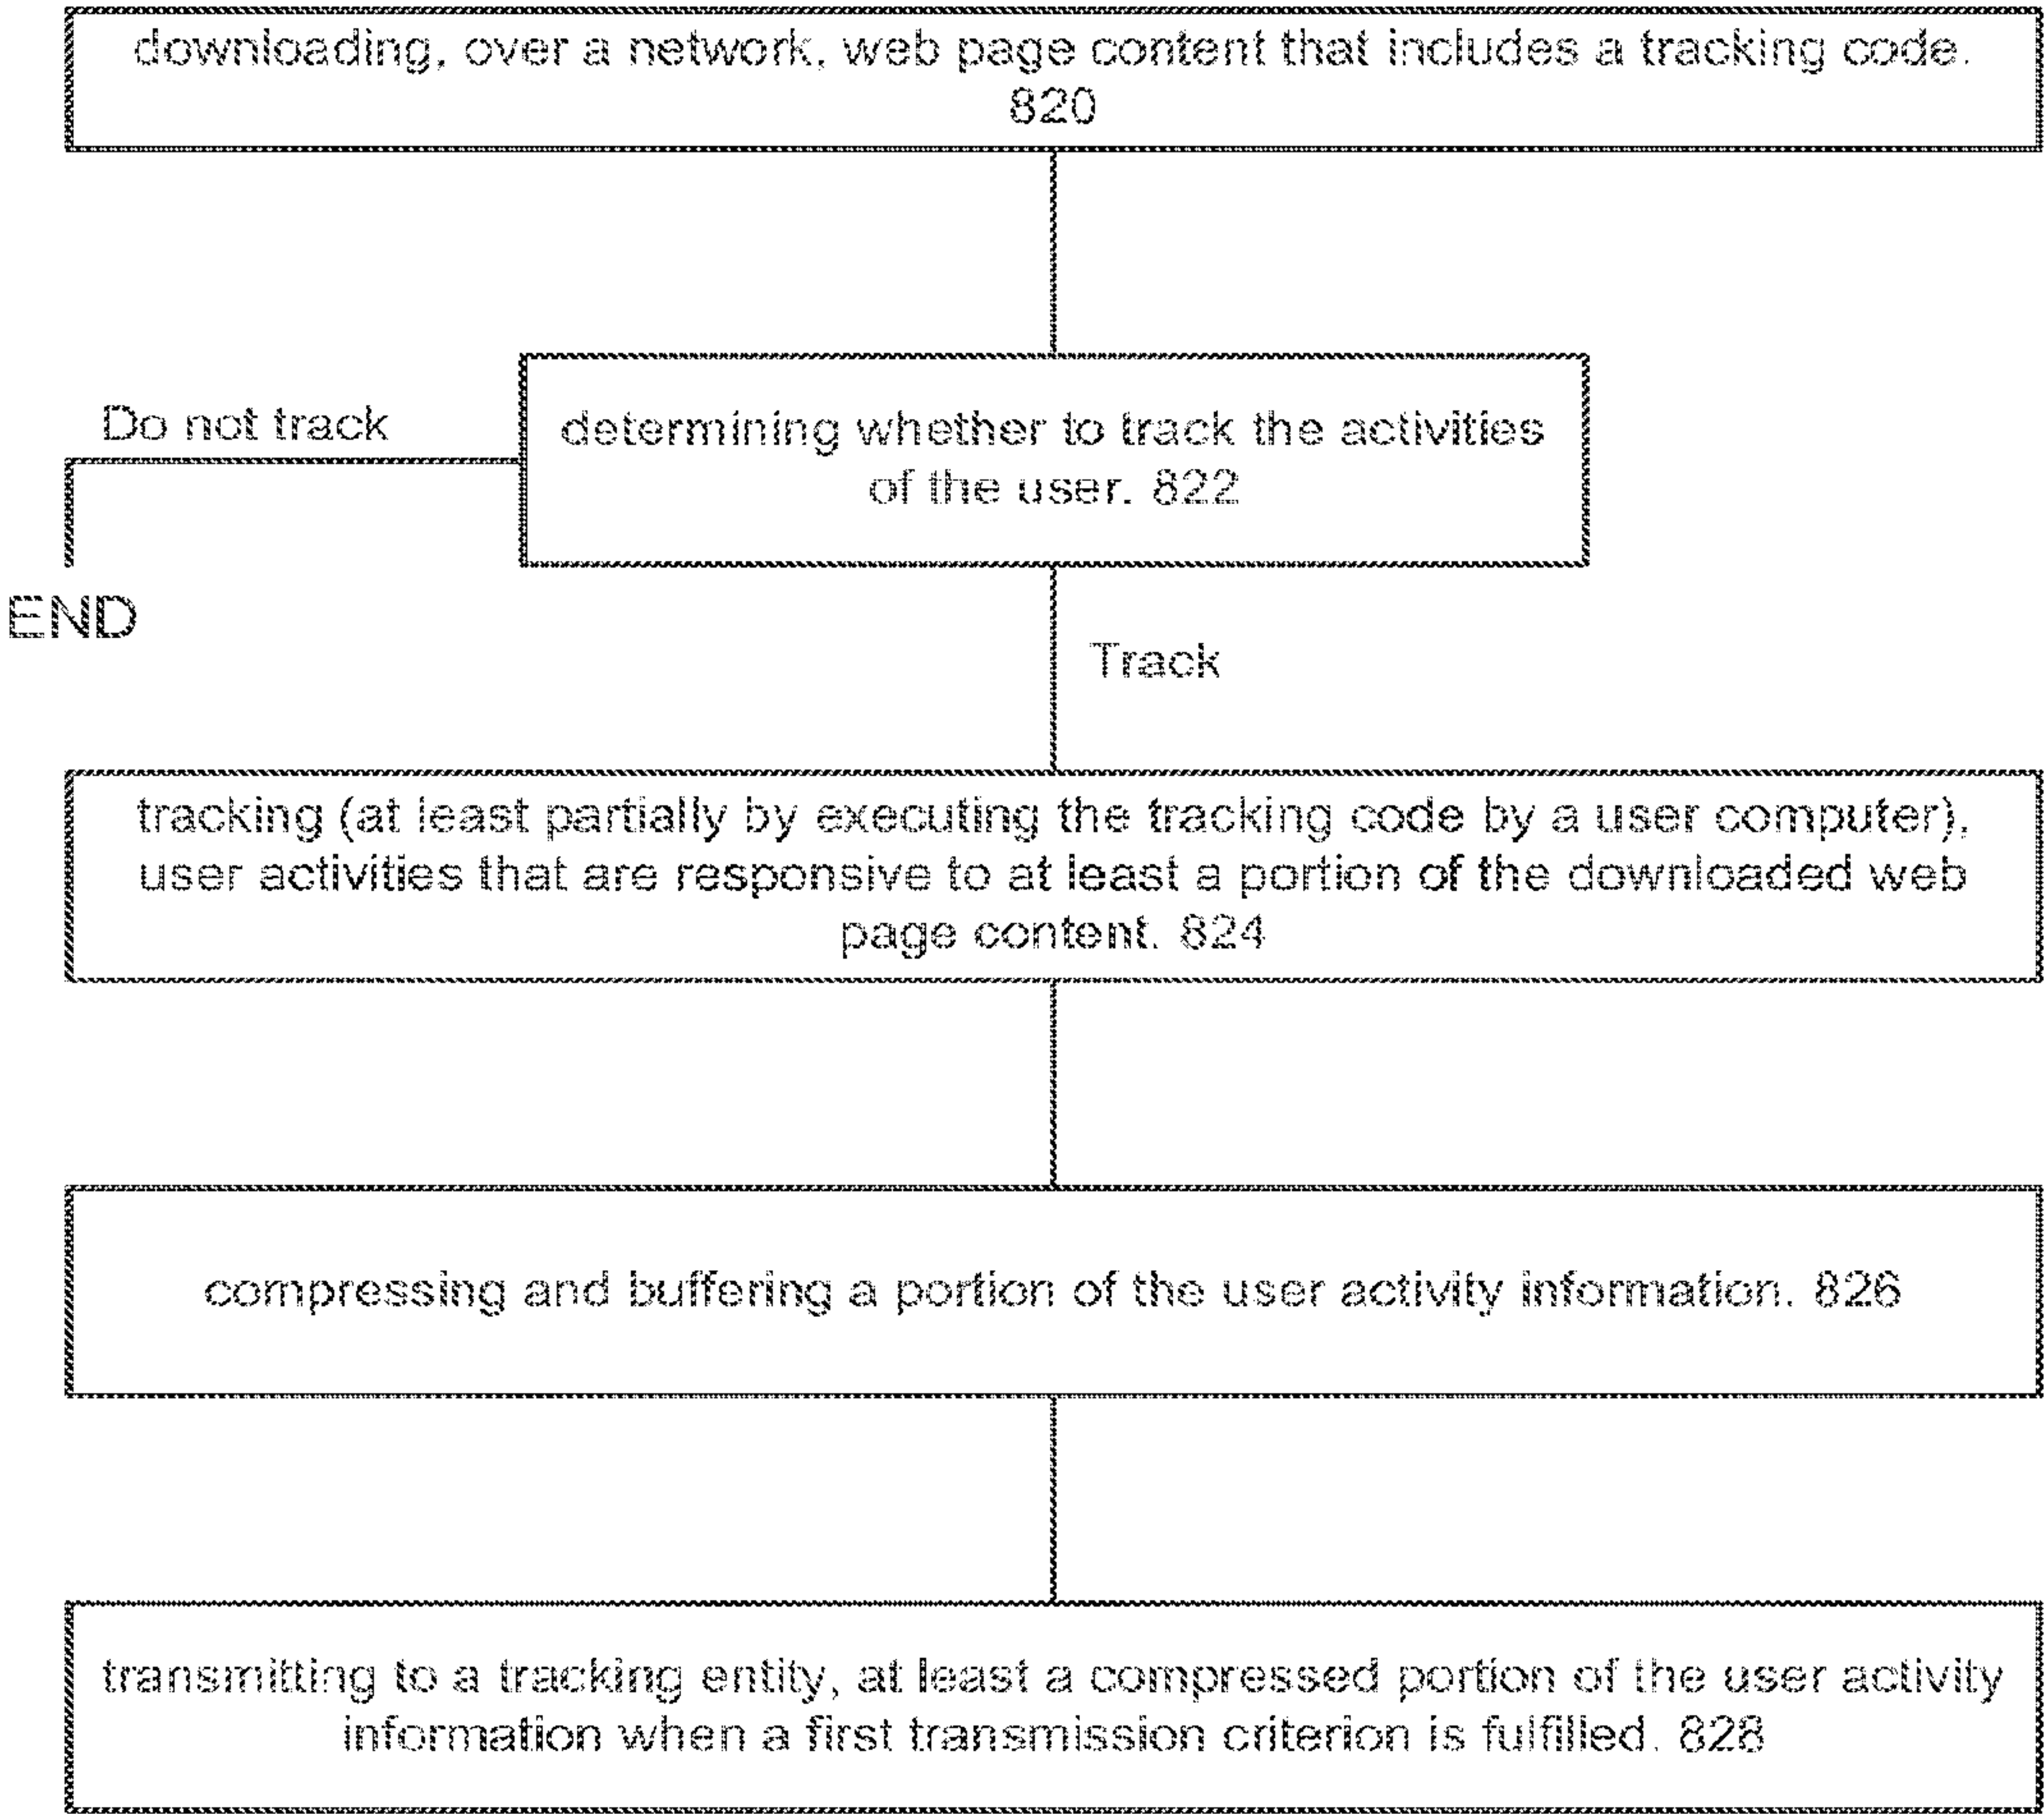 downloading, over a network, web page content that includes a tracking code.
820
Do not track
determining whether to track the activities
of the user. 822
END
Track
tracking (at least partially by executing the tracking code by a user computer),
user activities that are responsive to at least a portion of the downloaded web
page content. 824
compressing and buffering a portion of the user activity information. 826
transmitting to a tracking entity, at least a compressed portion of the user activity
information when a first transmission criterion is fulfilled. 828